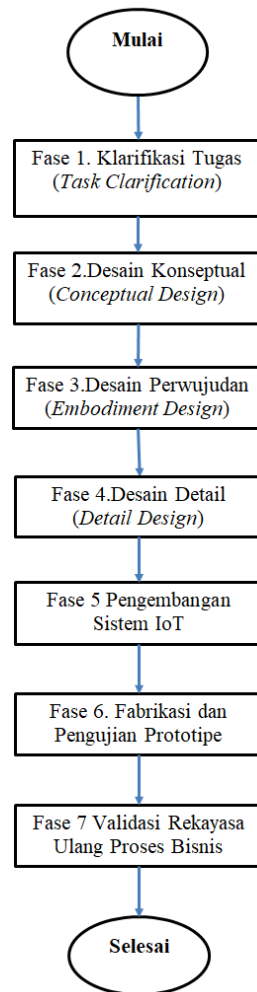 Mulai
Fase 1. Klarifikasi Tugas
(Task Clarification)
Fase 2.Desain Konseptual
(Conceptual Design)
Fase 3.Desain Perwujudan
(Embodiment Design)
Fase 4.Desain Detail
(Detail Design)
Fase 5 Pengembangan
Sistem IoT
Fase 6. Fabrikasi dan
Pengujian Prototipe
Fase 7 Validasi Rekayasa
Ulang Proses Bisnis
Selesai